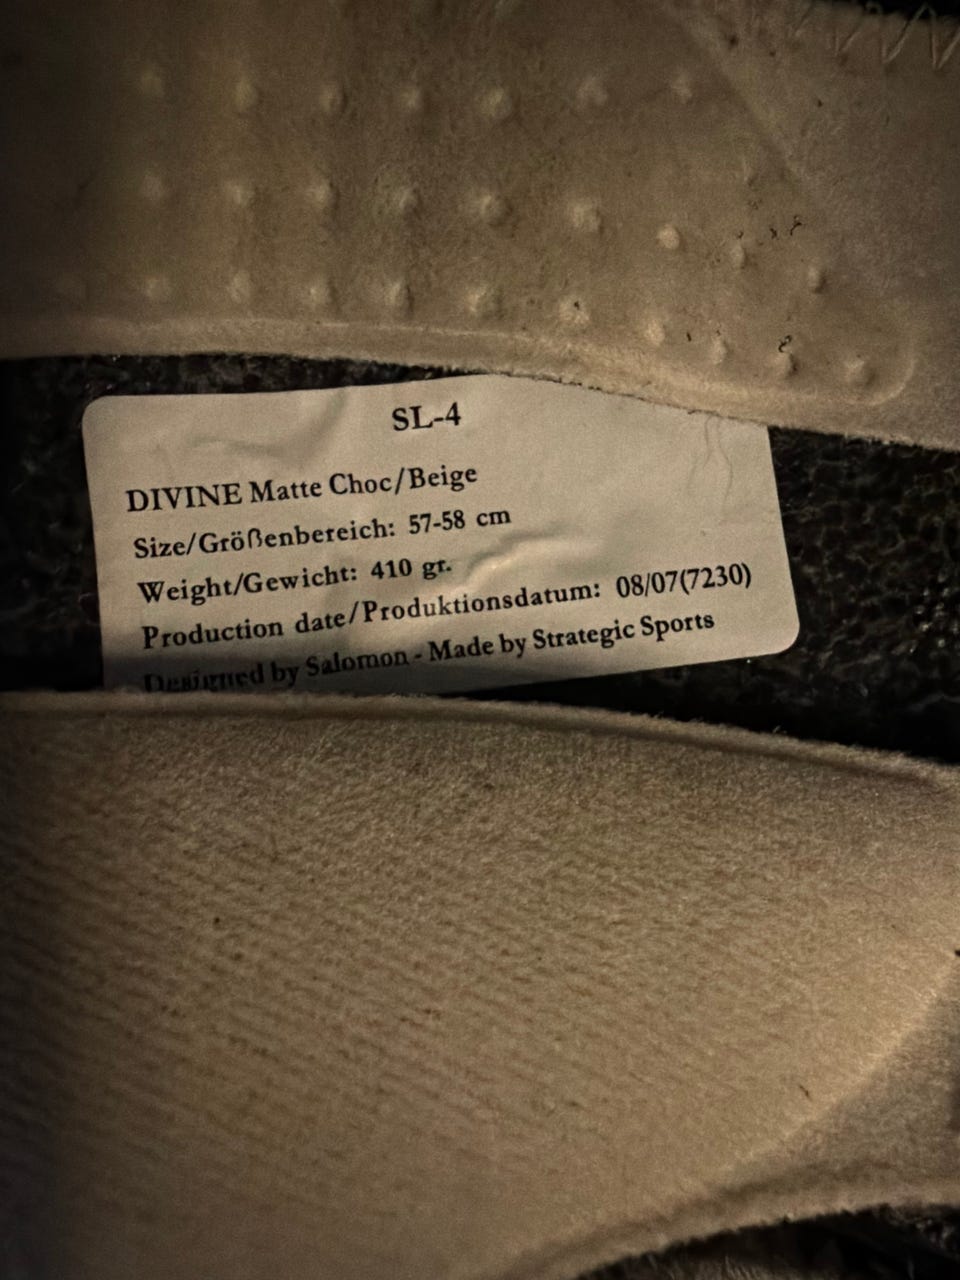 SL-4
DIVINE Matte Choc/Beige
Size/Größenbereich: 57-58 cm
Weight/Gewicht: 410 gr.
Production date/Produktionsdatum: 08/07(7230)
Designed by Salomon - Made by Strategic Sports